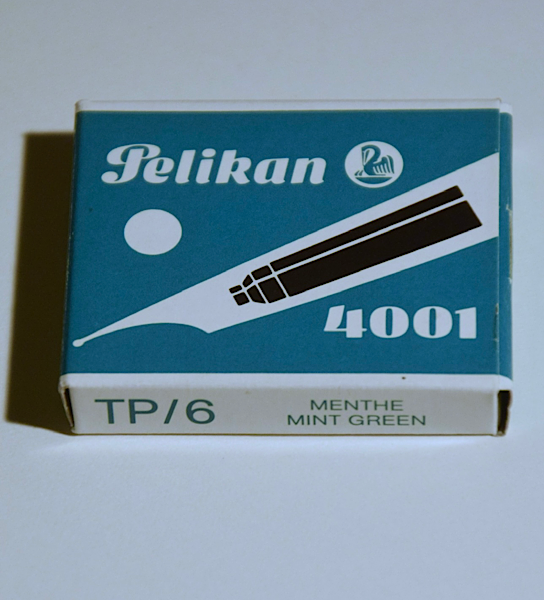 Pelikan
4001
TP/6
MENTHE
MINT GREEN